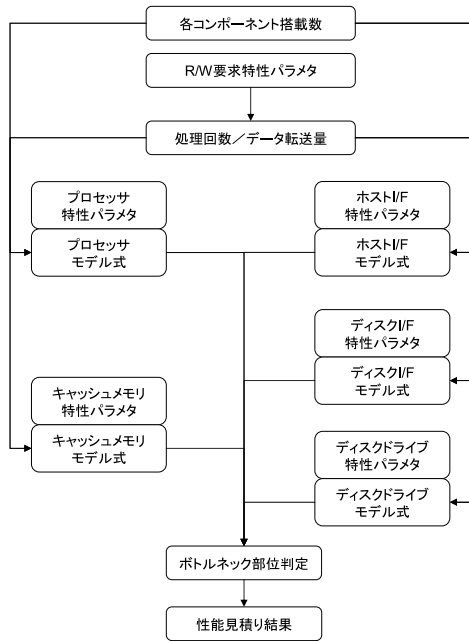 各コンポーネント搭載数
R/W要求特性パラメタ
処理回数／データ転送量
プロセッサ
特性パラメタ
プロセッサ
モデル式
ホストI/F
特性パラメタ
ホストI/F
モデル式
ディスクI/F
特性パラメタ
ディスクI/F
モデル式
キャッシュメモリ
特性パラメタ
キャッシュメモリ
モデル式
ディスクドライブ
特性パラメタ
ディスクドライブ
モデル式
ボトルネック部位判定
性能見積り結果